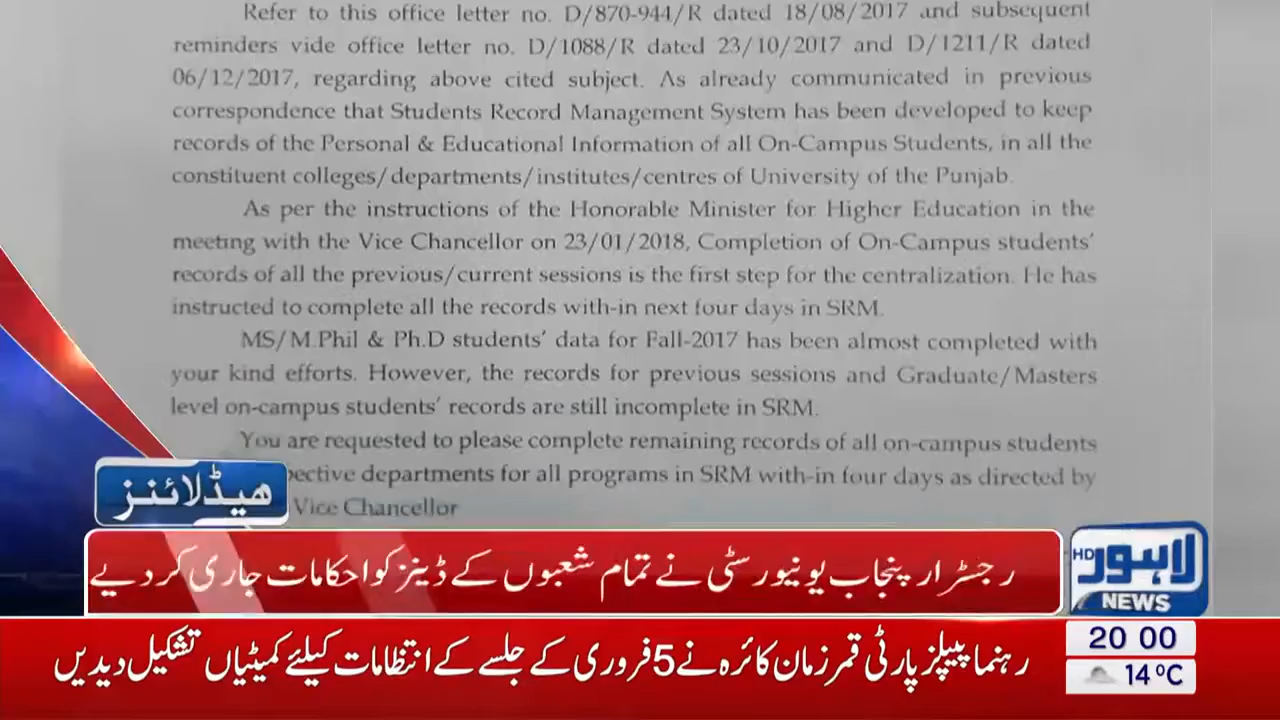 Refer to this office letter no. D/870-944/R dated 18/08/2017 and subsequent
reminders vide office letter no. D/1088/R dated 23/10/2017 and D/1211/R dated
06/12/2017, regarding above cited subject. As already communicated in previous
correspondence that Students Record Management System has been developed to keep
records of the Personal & Educational Information of all On-Campus Students, in all the
constituent colleges/departments/institutes/centres of University of the Punjab.
As per the instructions of the Honorable Minister for Higher Education in the
meeting with the Vice Chancellor on 23/01/2018, Completion of On-Campus students'
records of all the previous/current sessions is the first step for the centralization. He has
instructed to complete all the records with-in next four days in SRM.
MS/M.Phil & Ph.D students' data for Fall-2017 has been almost completed with
your kind efforts. However, the records for previous sessions and Graduate/Masters
level on-campus students' records are still incomplete in SRM.
You are requested to please complete remaining records of all on-campus students
pective departments for all programs in SRM with-in four days as directed by
Vice Chancellor
ہیڈلائنز
رجسٹرار پنجاب یونیورسٹی نے تمام شعبوں کے ڈینز کو احکامات جاری کردیے
لاہور HD
NEWS
رہنما پیپلز پارٹی قمر زمان کائرہ نے 5 فروری کے جلسے کے انتظامات کیلئے کمیٹیاں تشکیل دیدیں
20 00
14°C